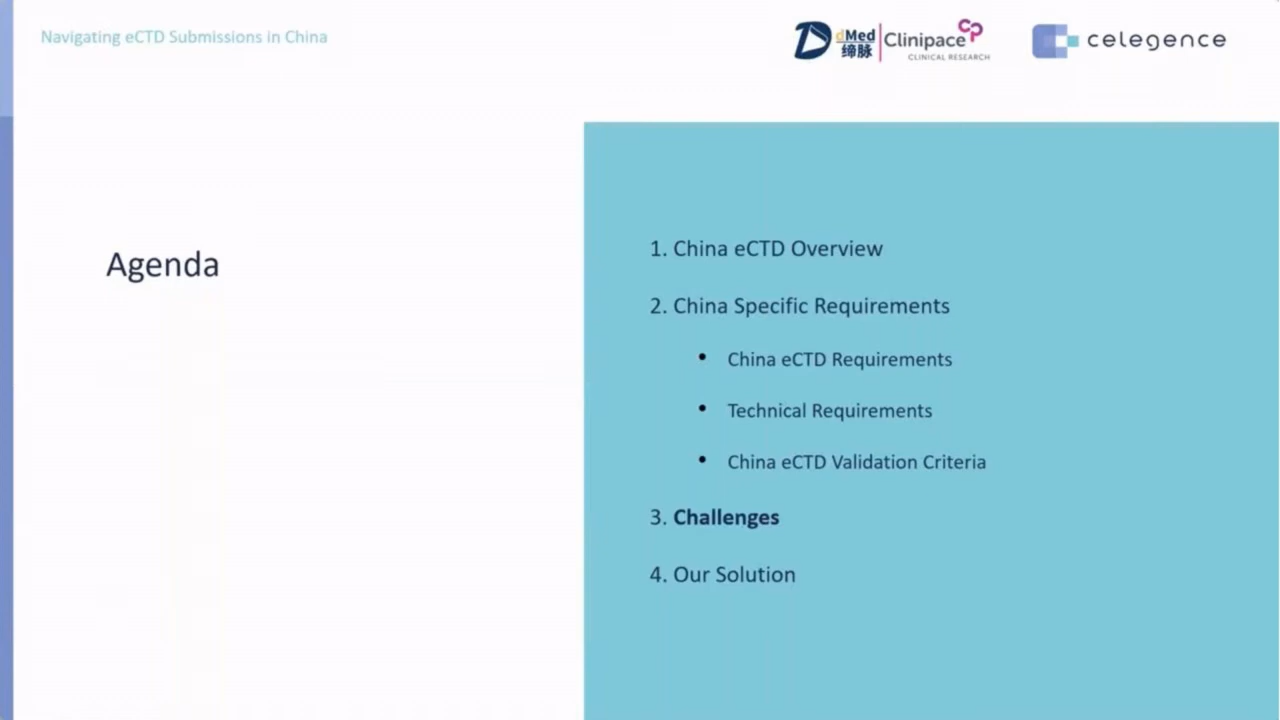 Navigating eCTD Submissions in China
dMed
缔脉
Clinipace
CP
CLINICAL RESEARCH
celegence
Agenda
1. China eCTD Overview
2. China Specific Requirements
• China eCTD Requirements
• Technical Requirements
• China eCTD Validation Criteria
3. Challenges
4. Our Solution